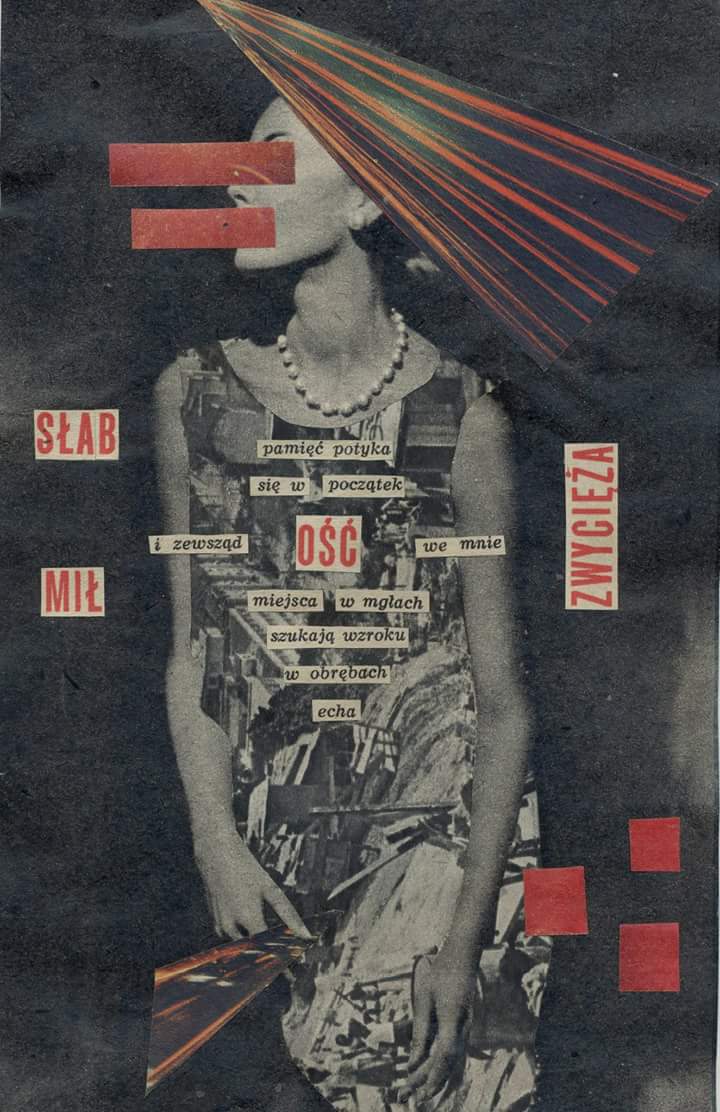 SŁAB
pamięć potyka
się w początek
i zewsząd OŚĆ we mnie
ZWYCIĘŻA
MIŁ
miejsca w mgłach
szukają wzroku
w obrębach
echa